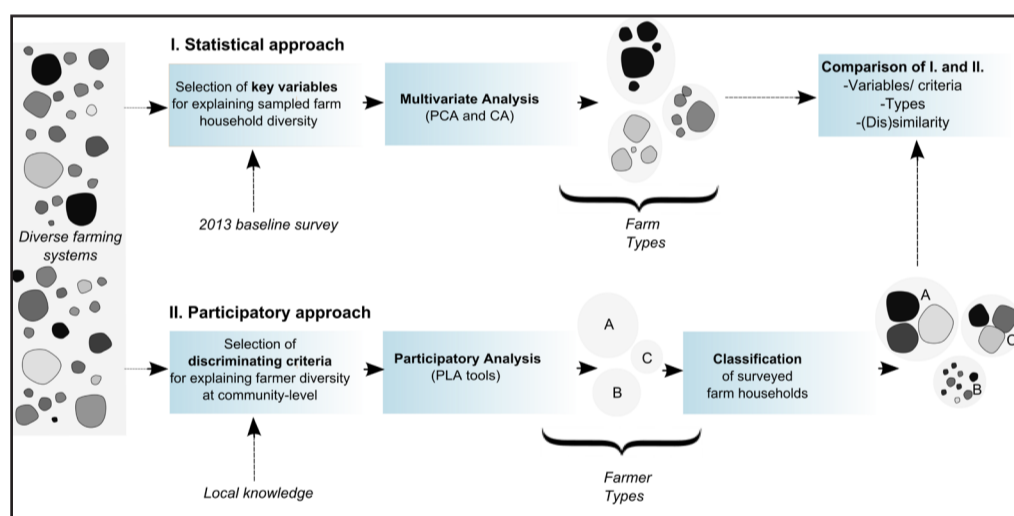 Diverse farming
systems
I. Statistical approach
Selection of key variables
for explaining sampled farm
household diversity
2013 baseline survey
Multivariate Analysis
(PCA and CA)
Farm
Types
Comparison of I. and II.
-Variables/ criteria
-Types
-(Dis)similarity
II. Participatory approach
Selection of
discriminating criteria
for explaining farmer diversity
at community-level
Local knowledge
Participatory Analysis
(PLA tools)
A
C
B
Farmer
Types
Classification
of surveyed
farm households
A
C
B